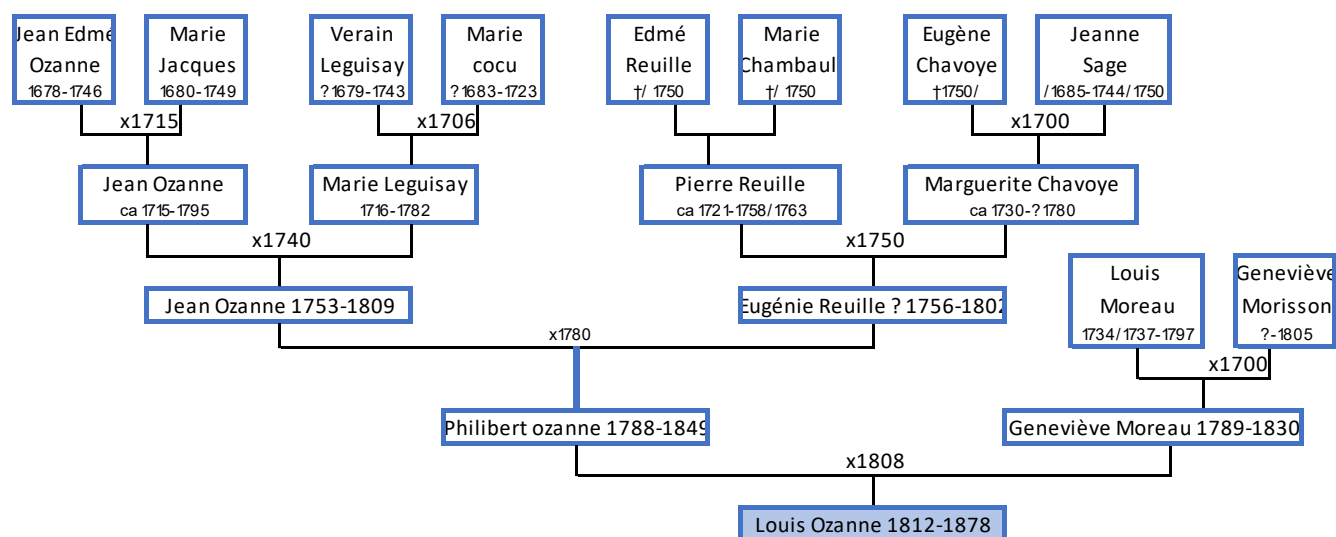 Jean Edmé
Ozanne
1678-1746
Marie
Jacques
1680-1749
Verain
Leguisay
?1679-1743
Marie
cocu
?1683-1723
Edmé
Reuille
†/ 1750
Marie
Chambaul
†/ 1750
Eugène
Chavoye
†1750/
Jeanne
Sage
/1685-1744/1750
x1715
x1706
x1700
Jean Ozanne
ca 1715-1795
Marie Leguisay
1716-1782
Pierre Reuille
ca 1721-1758/1763
Marguerite Chavoye
ca 1730-?1780
x1740
x1750
Louis
Moreau
1734/1737-1797
Geneviève
Morisson
?-1805
Jean Ozanne 1753-1809
Eugénie Reuille ? 1756-1802
x1780
x1700
Philibert ozanne 1788-1849
Geneviève Moreau 1789-1830
x1808
Louis Ozanne 1812-1878